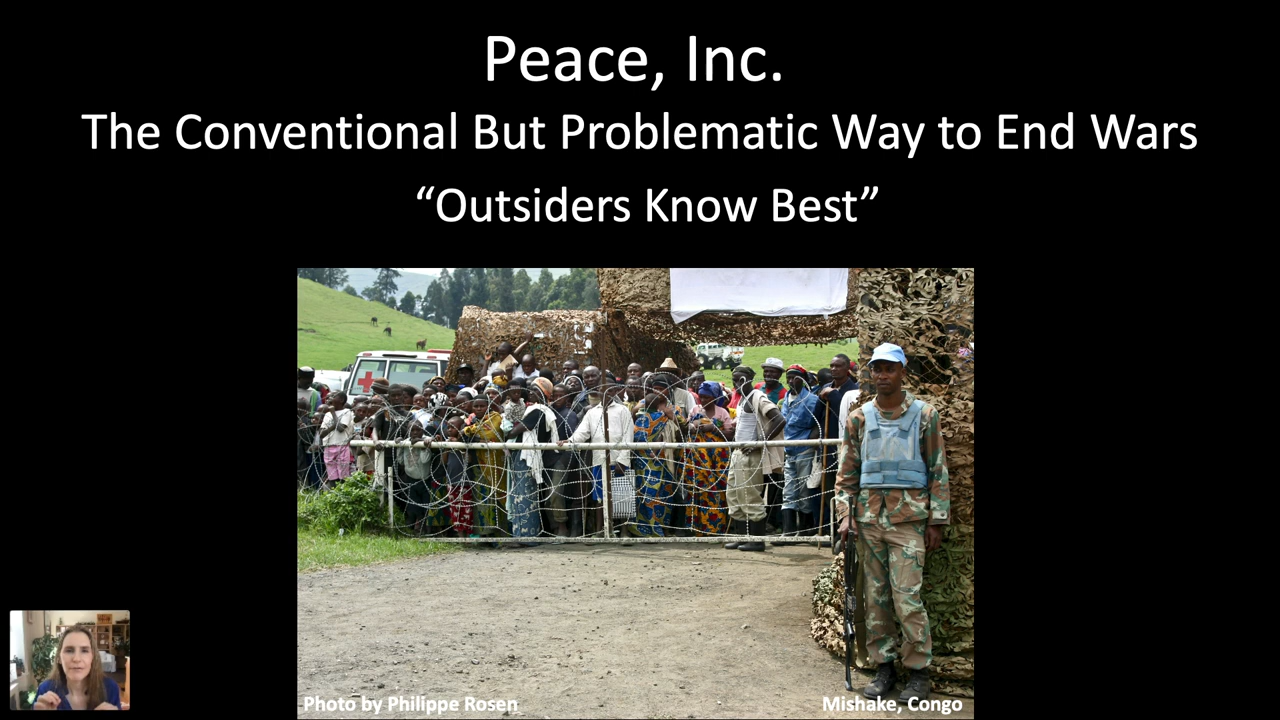 Peace, Inc.
The Conventional But Problematic Way to End Wars
“Outsiders Know Best”
Photo by Philippe Rosen
Mishake, Congo